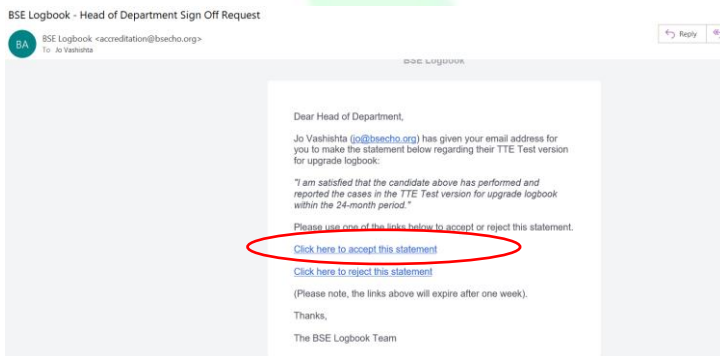 BSE Logbook - Head of Department Sign Off Request
BA
BSE Logbook <accreditation@bsecho.org>
To Jo Vashishta
Reply
BSE Logbook
Dear Head of Department,
Jo Vashishta (jo@bsecho.org) has given your email address for
you to make the statement below regarding their TTE Test version
for upgrade logbook:
"I am satisfied that the candidate above has performed and
reported the cases in the TTE Test version for upgrade logbook
within the 24-month period."
Please use one of the links below to accept or reject this statement.
Click here to accept this statement
Click here to reject this statement
(Please note, the links above will expire after one week).
Thanks,
The BSE Logbook Team